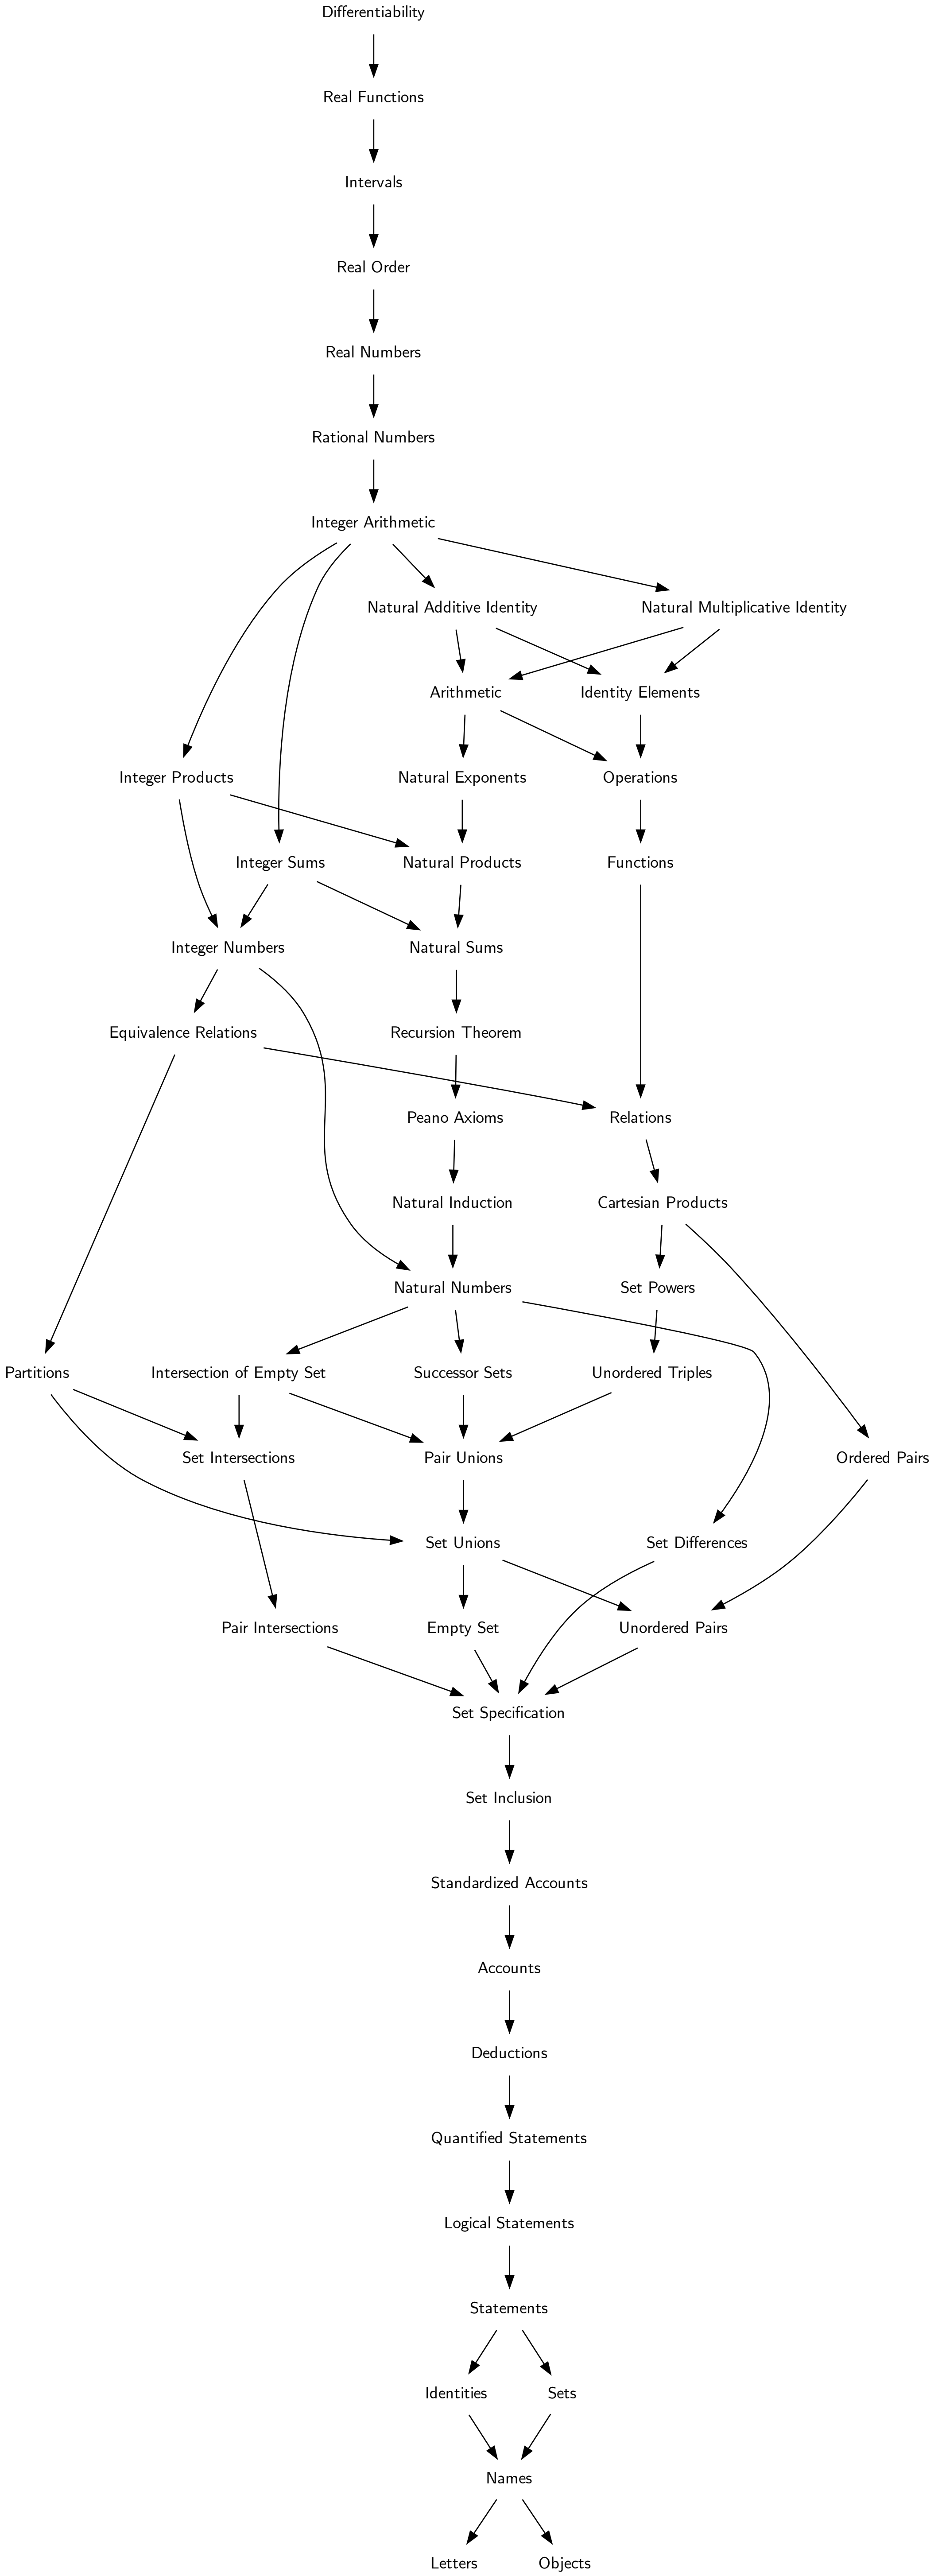 Differentiability
Real Functions
Intervals
Real Order
Real Numbers
Rational Numbers
Integer Arithmetic
Natural Additive Identity
Natural Multiplicative Identity
Arithmetic
Identity Elements
Integer Products
Natural Exponents
Operations
Integer Sums
Natural Products
Functions
Integer Numbers
Natural Sums
Equivalence Relations
Recursion Theorem
Peano Axioms
Relations
Natural Induction
Cartesian Products
Natural Numbers
Set Powers
Partitions
Intersection of Empty Set
Successor Sets
Unordered Triples
Set Intersections
Pair Unions
Ordered Pairs
Set Unions
Set Differences
Pair Intersections
Empty Set
Unordered Pairs
Set Specification
Set Inclusion
Standardized Accounts
Accounts
Deductions
Quantified Statements
Logical Statements
Statements
Identities
Sets
Names
Letters
Objects